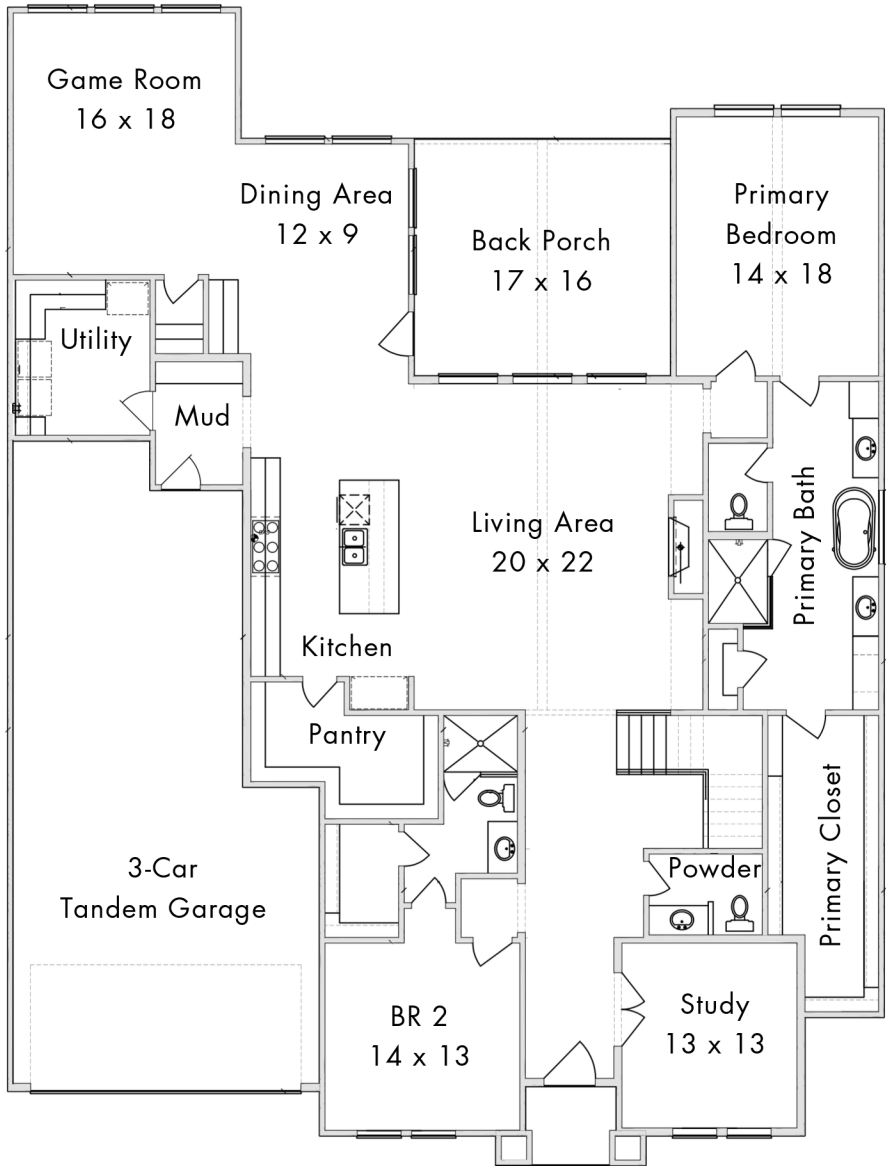 Game Room
16 x 18
Dining Area
12 x 9
Back Porch
17 x 16
Primary
Bedroom
14 x 18
Utility
Mud
Living Area
20 x 22
Primary Bath
Kitchen
Pantry
3-Car
Tandem Garage
Powder
Primary Closet
BR 2
14 x 13
Study
13 x 13